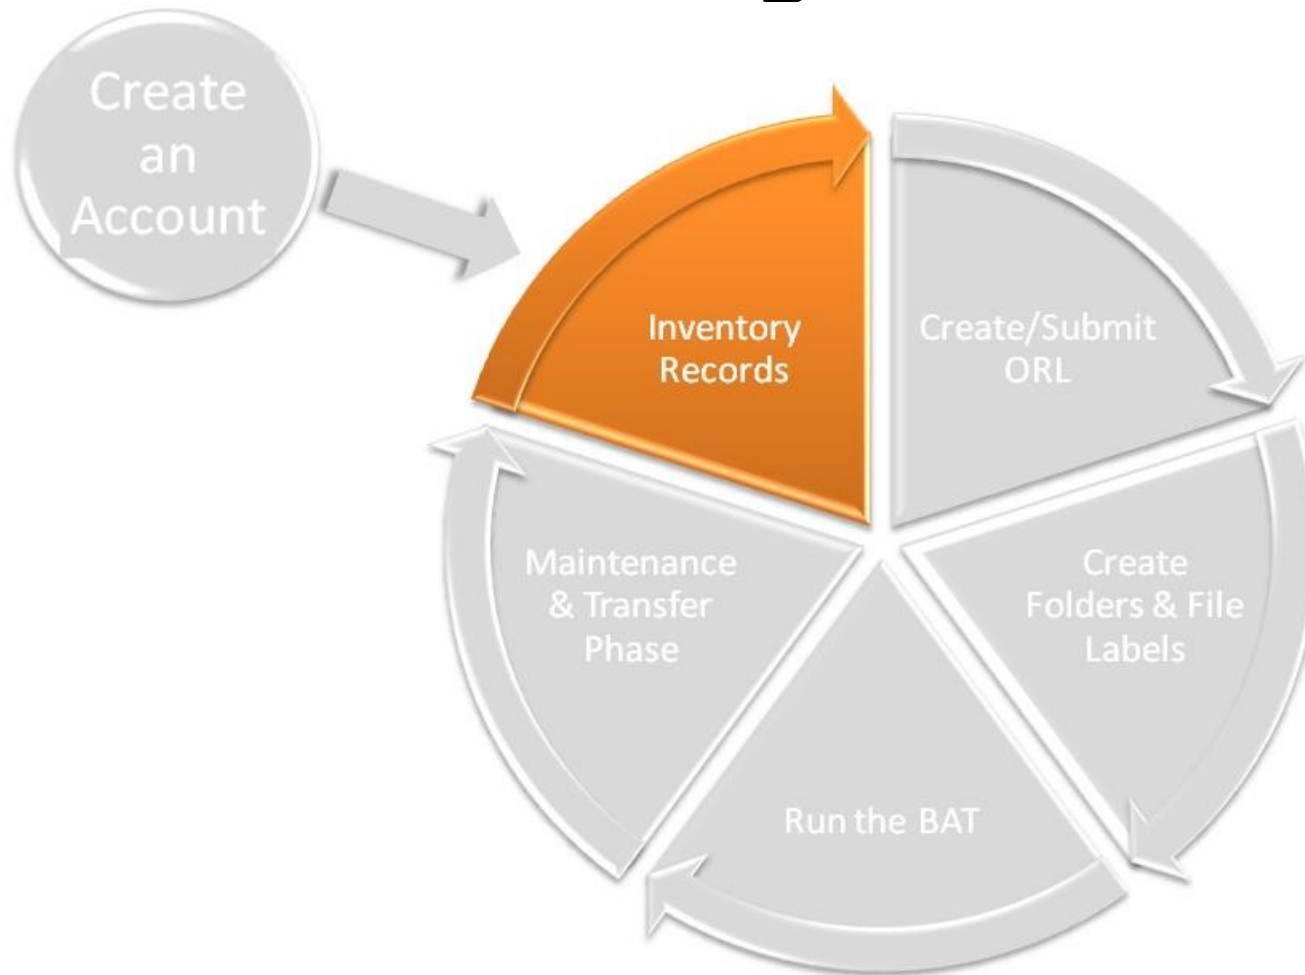 Create
an
Account
Inventory
Records
Create/Submit
ORL
Maintenance
& Transfer
Phase
Create
Folders & File
Labels
Run the BAT